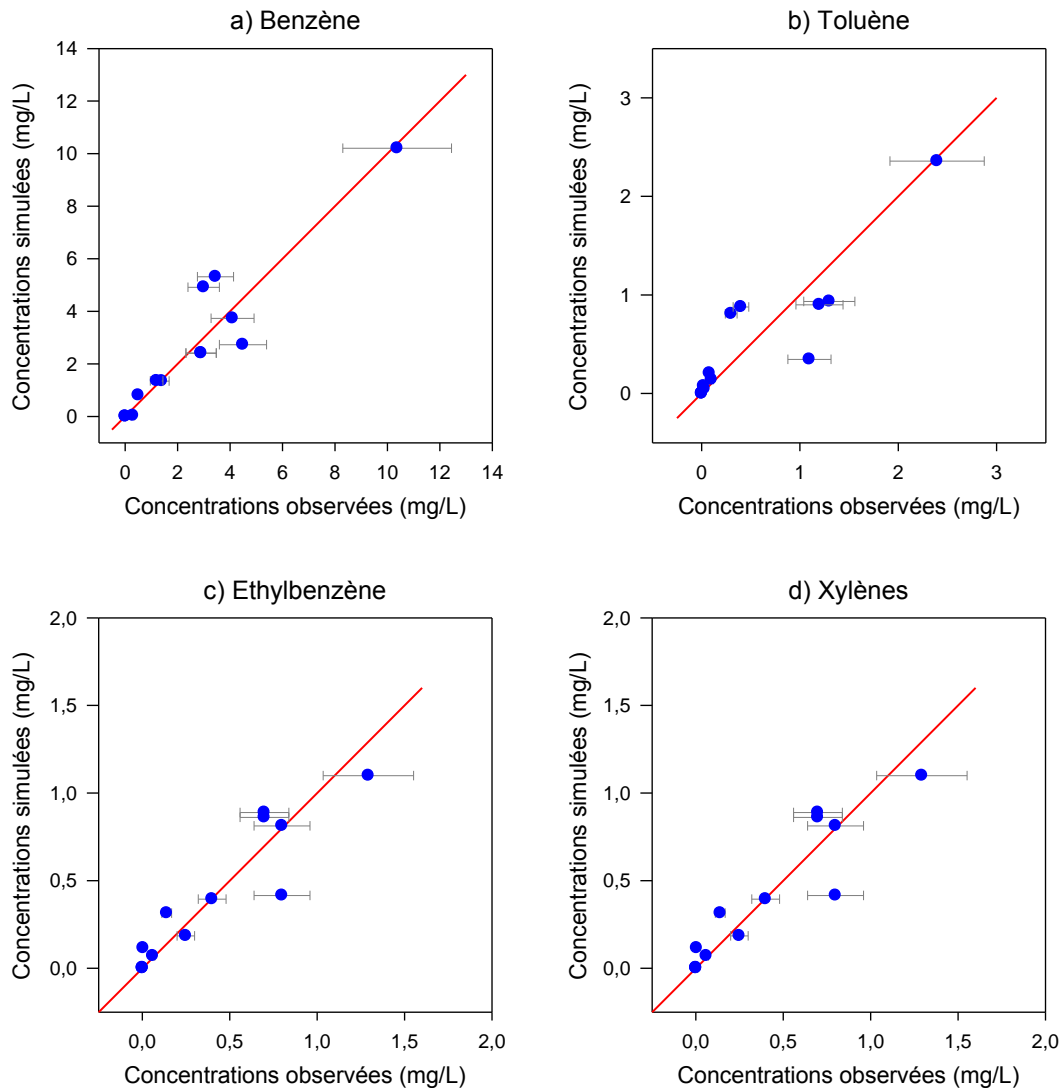 a) Benzène
14
12
10
8
6
4
2
0
Concentrations simulées (mg/L)
0 2 4 6 8 10 12 14
Concentrations observées (mg/L)
b) Toluène
3
2
1
0
Concentrations simulées (mg/L)
0 1 2 3
Concentrations observées (mg/L)
c) Ethylbenzène
2,0
1,5
1,0
0,5
0,0
Concentrations simulées (mg/L)
0,0 0,5 1,0 1,5 2,0
Concentrations observées (mg/L)
d) Xylènes
2,0
1,5
1,0
0,5
0,0
Concentrations simulées (mg/L)
0,0 0,5 1,0 1,5 2,0
Concentrations observées (mg/L)